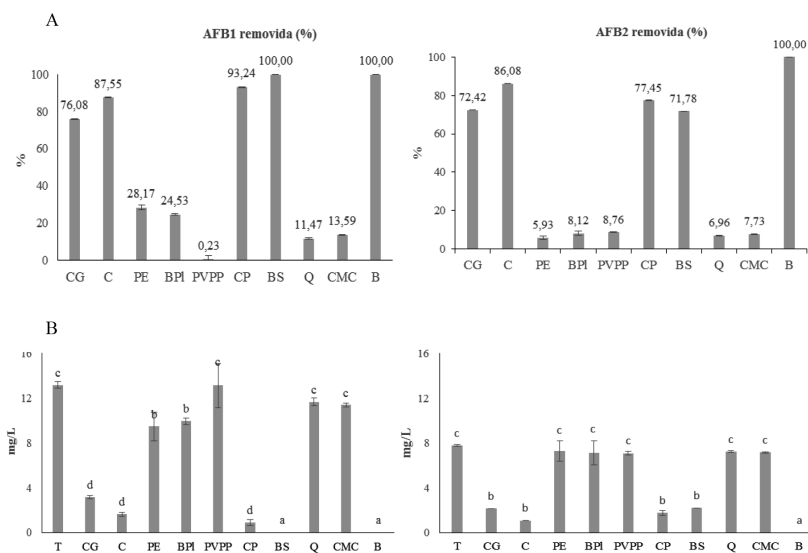 A
AFB1 removida (%)
100
80
60
40
20
0
%
76,08
87,55
28,17
24,53
0,23
93,24
100,00
11,47
13,59
100,00
CG C PE BPl PVPP CP BS Q CMC B
AFB2 removida (%)
100
80
60
40
20
0
%
72,42
86,08
5,93
8,12
8,76
77,45
71,78
6,96
7,73
100,00
CG C PE BPl PVPP CP BS Q CMC B
B
16
12
8
4
0
mg/L
c
d
d
b
b
c
d
a
c
c
a
T CG C PE BPl PVPP CP BS Q CMC B
16
12
8
4
0
mg/L
c
b
b
c
c
c
b
b
c
c
a
T CG C PE BPl PVPP CP BS Q CMC B